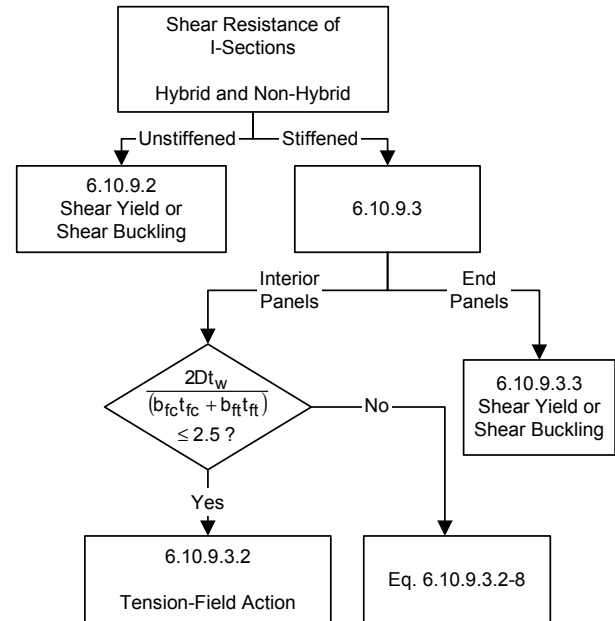 Shear Resistance of
I-Sections
Hybrid and Non-Hybrid
Unstiffened
Stiffened
6.10.9.2
Shear Yield or
Shear Buckling
6.10.9.3
Interior
Panels
End
Panels
2Dt_w
(b_fc t_fc + b_ft t_ft)
≤ 2.5 ?
No
6.10.9.3.3
Shear Yield or
Shear Buckling
Yes
6.10.9.3.2
Tension-Field Action
Eq. 6.10.9.3.2-8